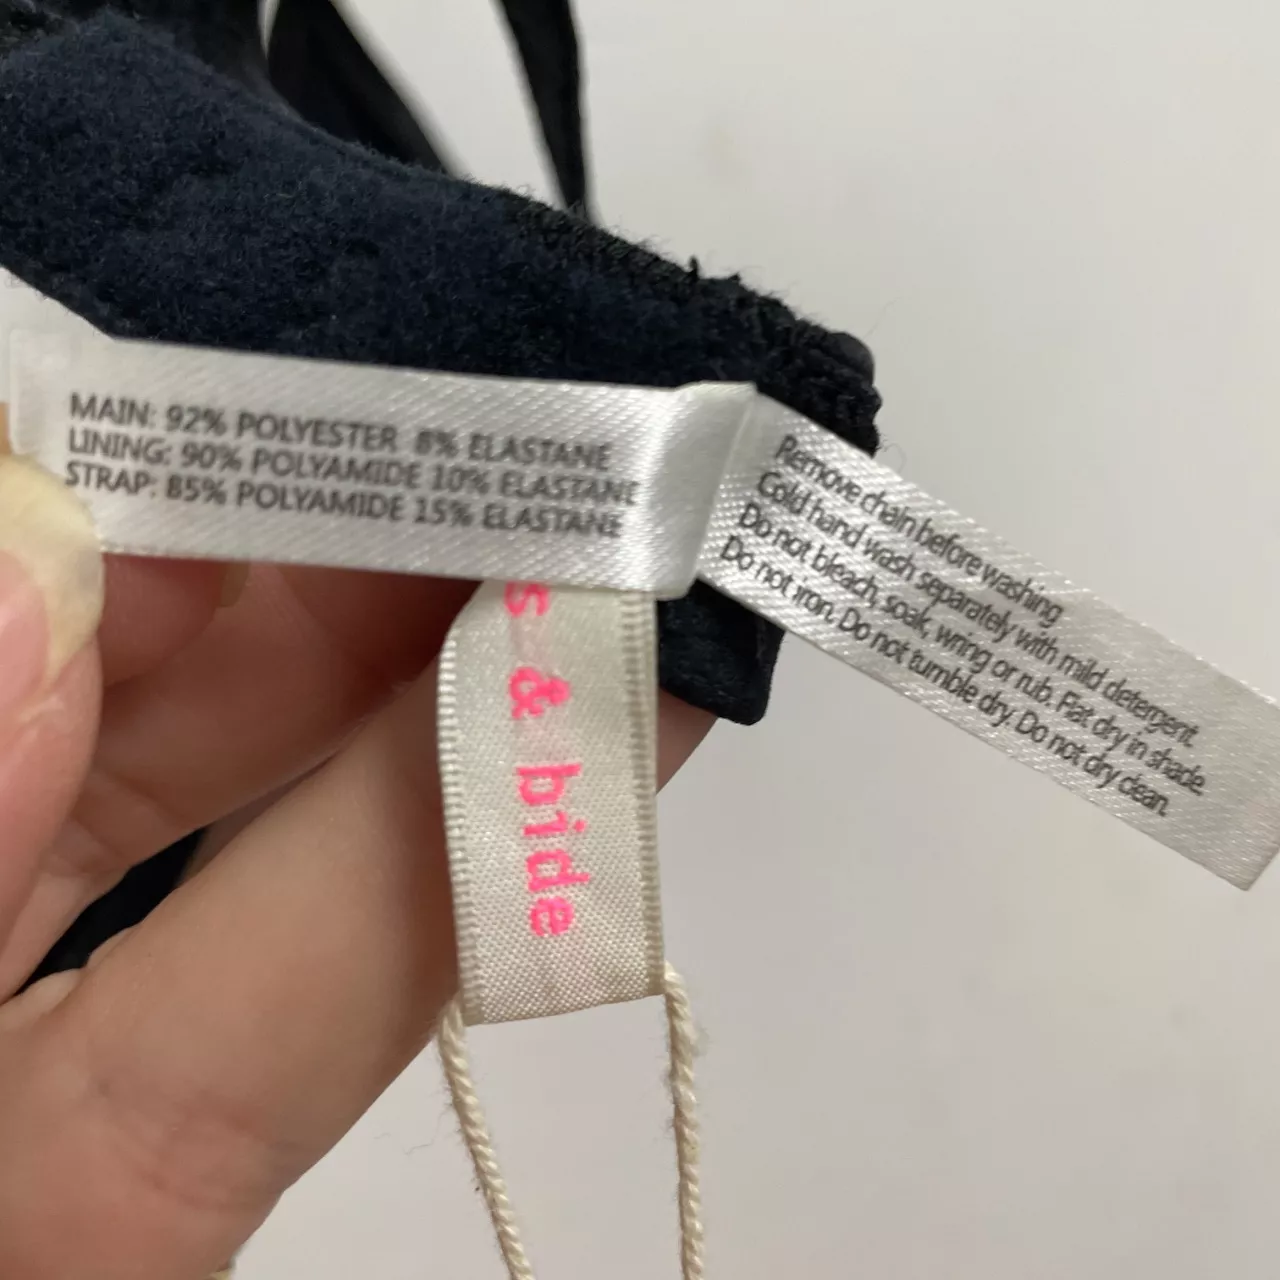 MAIN: 92% POLYESTER 8% ELASTANE
LINING: 90% POLYAMIDE 10% ELASTANE
STRAP: 85% POLYAMIDE 15% ELASTANE
Remove chain before washing
Cold hand wash separately with mild detergent.
Do not bleach, soak, wring or rub. Flat dry in shade.
Do not iron. Do not tumble dry. Do not dry clean.
s & bide